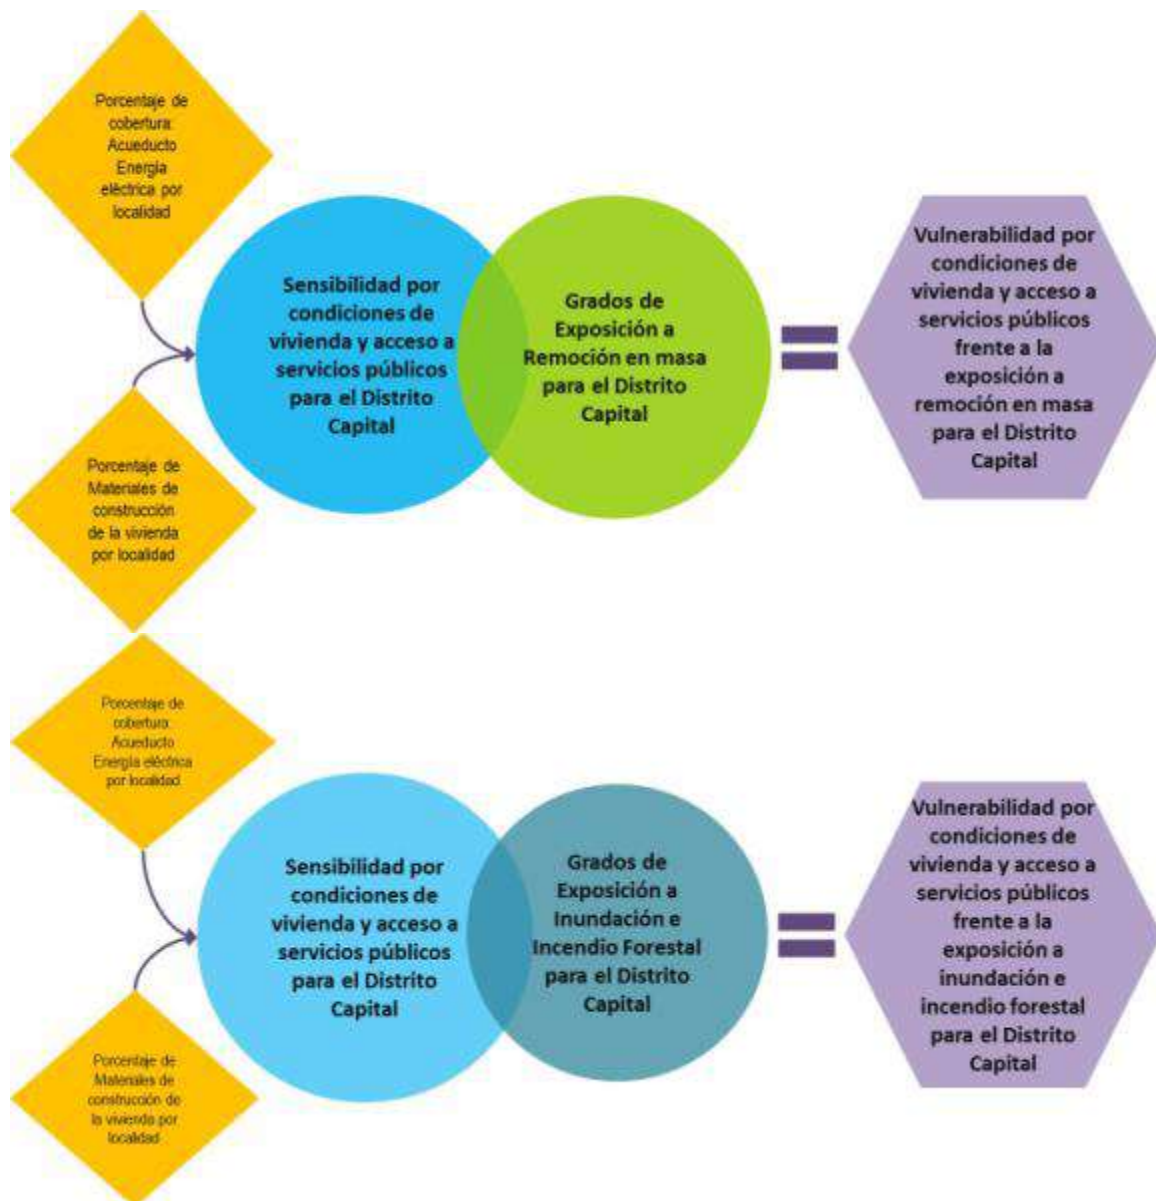 Porcentaje de
cobertura:
Acueducto
Energía
eléctrica por
localidad
Sensibilidad por
condiciones de
vivienda y acceso a
servicios públicos
para el Distrito
Capital
Grados de
Exposición a
Remoción en masa
para el Distrito
Capital
Vulnerabilidad por
condiciones de
vivienda y acceso a
servicios públicos
frente a la
exposición a
remoción en masa
para el Distrito
Capital
Porcentaje de
Materiales de
construcción
de la vivienda
por localidad
Porcentaje de
cobertura:
Acueducto
Energía eléctrica
por localidad
Sensibilidad por
condiciones de
vivienda y acceso a
servicios públicos
para el Distrito
Capital
Grados de
Exposición a
Inundación e
Incendio Forestal
para el Distrito
Capital
Vulnerabilidad por
condiciones de
vivienda y acceso a
servicios públicos
frente a la
exposición a
inundación e
incendio forestal
para el Distrito
Capital
Porcentaje de
Materiales de
construcción de
la vivienda por
localidad